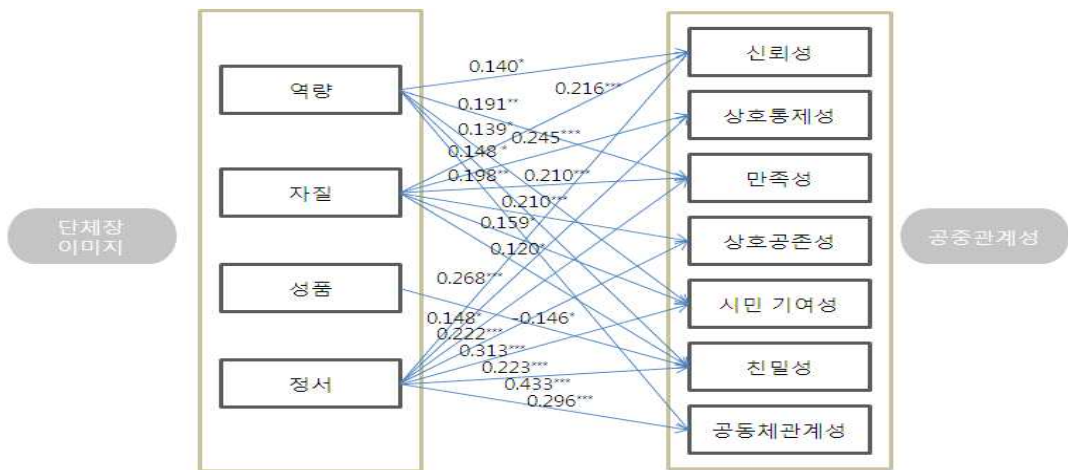 단체장
이미지
역량
자질
성품
정서
0.140*
0.216***
0.191**
0.139*
0.245***
0.148*
0.198**
0.210***
0.210***
0.159*
0.120*
0.268***
0.148*
-0.146*
0.222***
0.313***
0.223***
0.433***
0.296***
신뢰성
상호통제성
만족성
상호공존성
시민 기여성
친밀성
공동체관계성
공중관계성